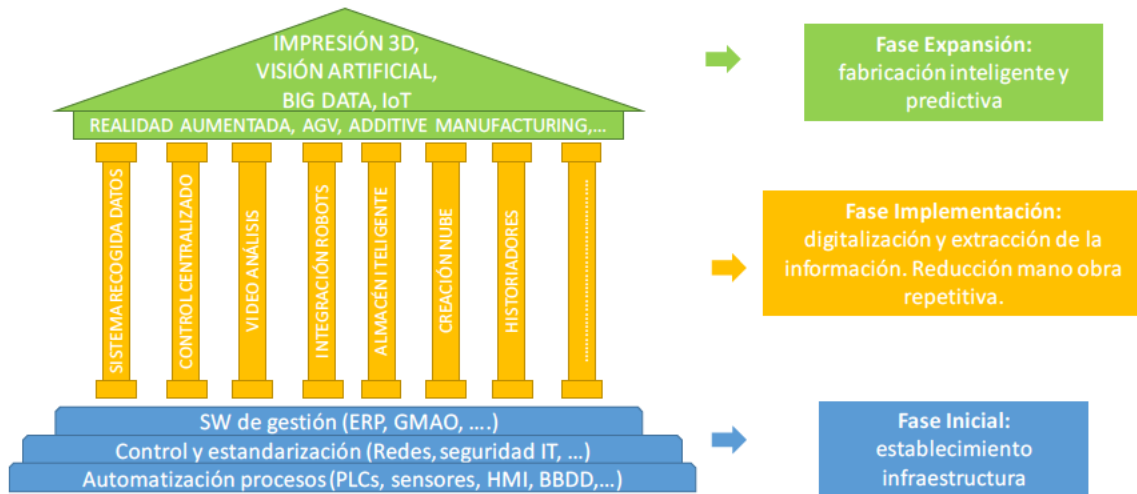 IMPRESIÓN 3D,
VISIÓN ARTIFICIAL,
BIG DATA, IoT
REALIDAD AUMENTADA, AGV, ADDITIVE MANUFACTURING,...
SISTEMA RECOGIDA DATOS
CONTROL CENTRALIZADO
VIDEO ANÁLISIS
INTEGRACIÓN ROBOTS
ALMACÉN ITELIGENTE
CREACIÓN NUBE
HISTORIADORES
...............................
SW de gestión (ERP, GMAO, ….)
Control y estandarización (Redes, seguridad IT, …)
Automatización procesos (PLCs, sensores, HMI, BBDD,…)
Fase Expansión:
fabricación inteligente y
predictiva
Fase Implementación:
digitalización y extracción de la
información. Reducción mano obra
repetitiva.
Fase Inicial:
establecimiento
infraestructura